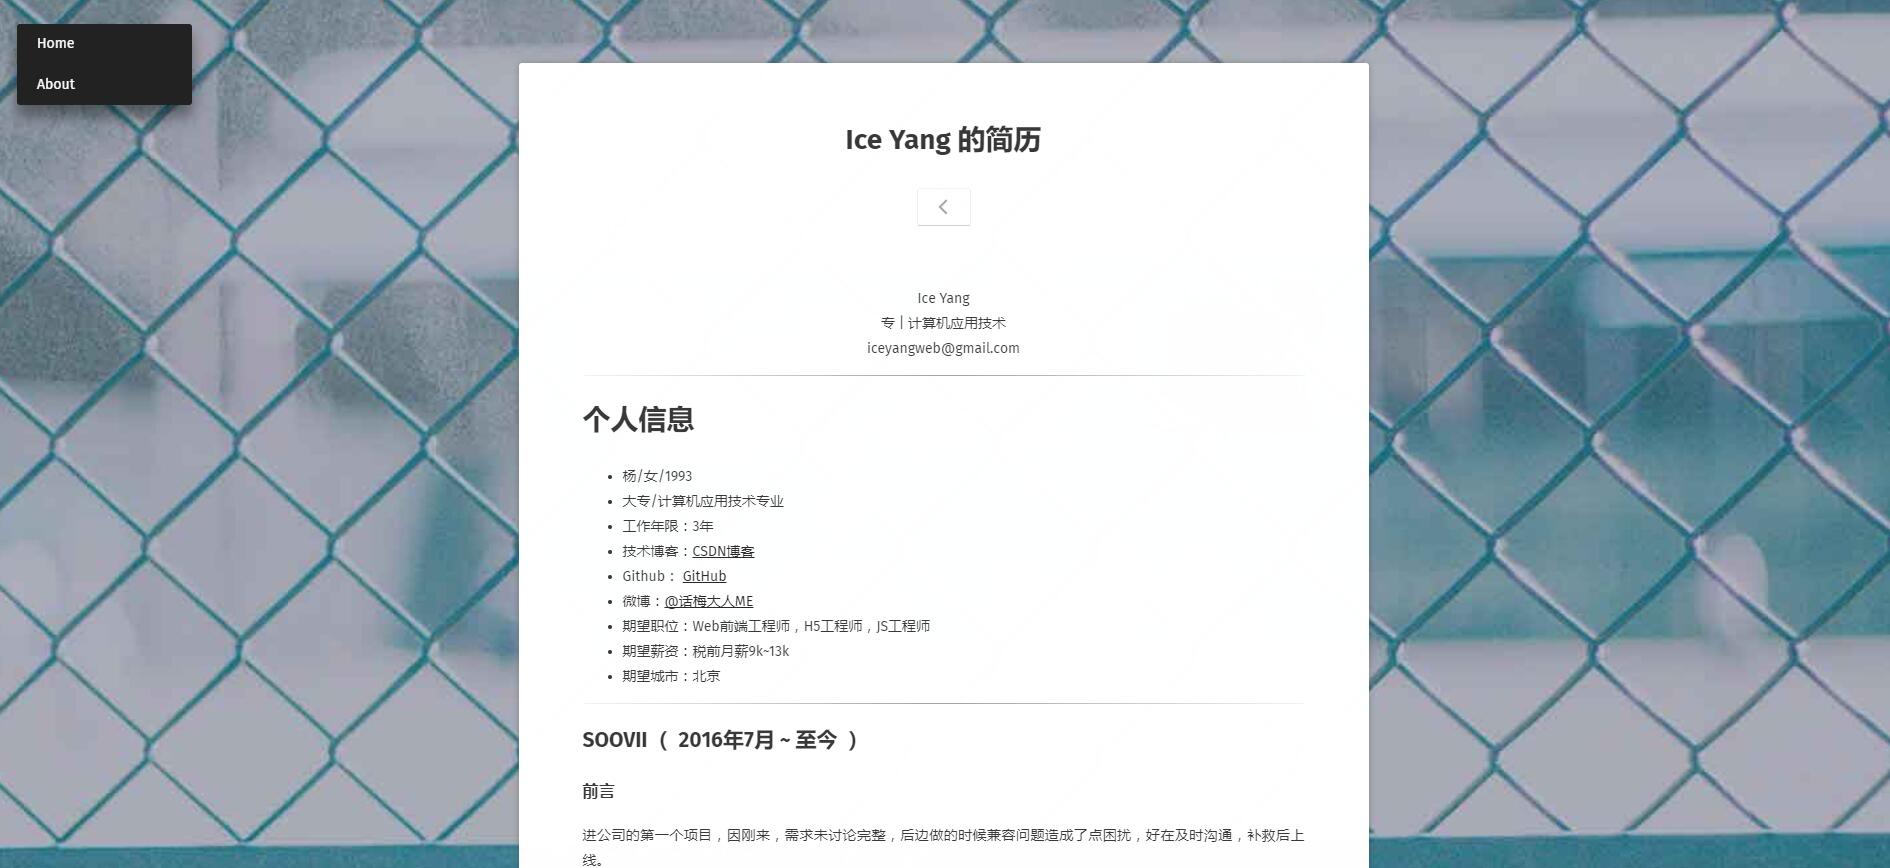 Home
About
Ice Yang 的简历
Ice Yang
专 | 计算机应用技术
iceyangweb@gmail.com
个人信息
杨/女/1993
大专/计算机应用技术专业
工作年限：3年
技术博客：CSDN博客
Github： GitHub
微博：@话梅大人ME
期望职位：Web前端工程师，H5工程师，JS工程师
期望薪资：税前月薪9k~13k
期望城市：北京
SOOVII （ 2016年7月 ~ 至今 ）
前言
进公司的第一个项目，因刚来，需求未讨论完整，后边做的时候兼容问题造成了点困扰，好在及时沟通，补救后上
线。